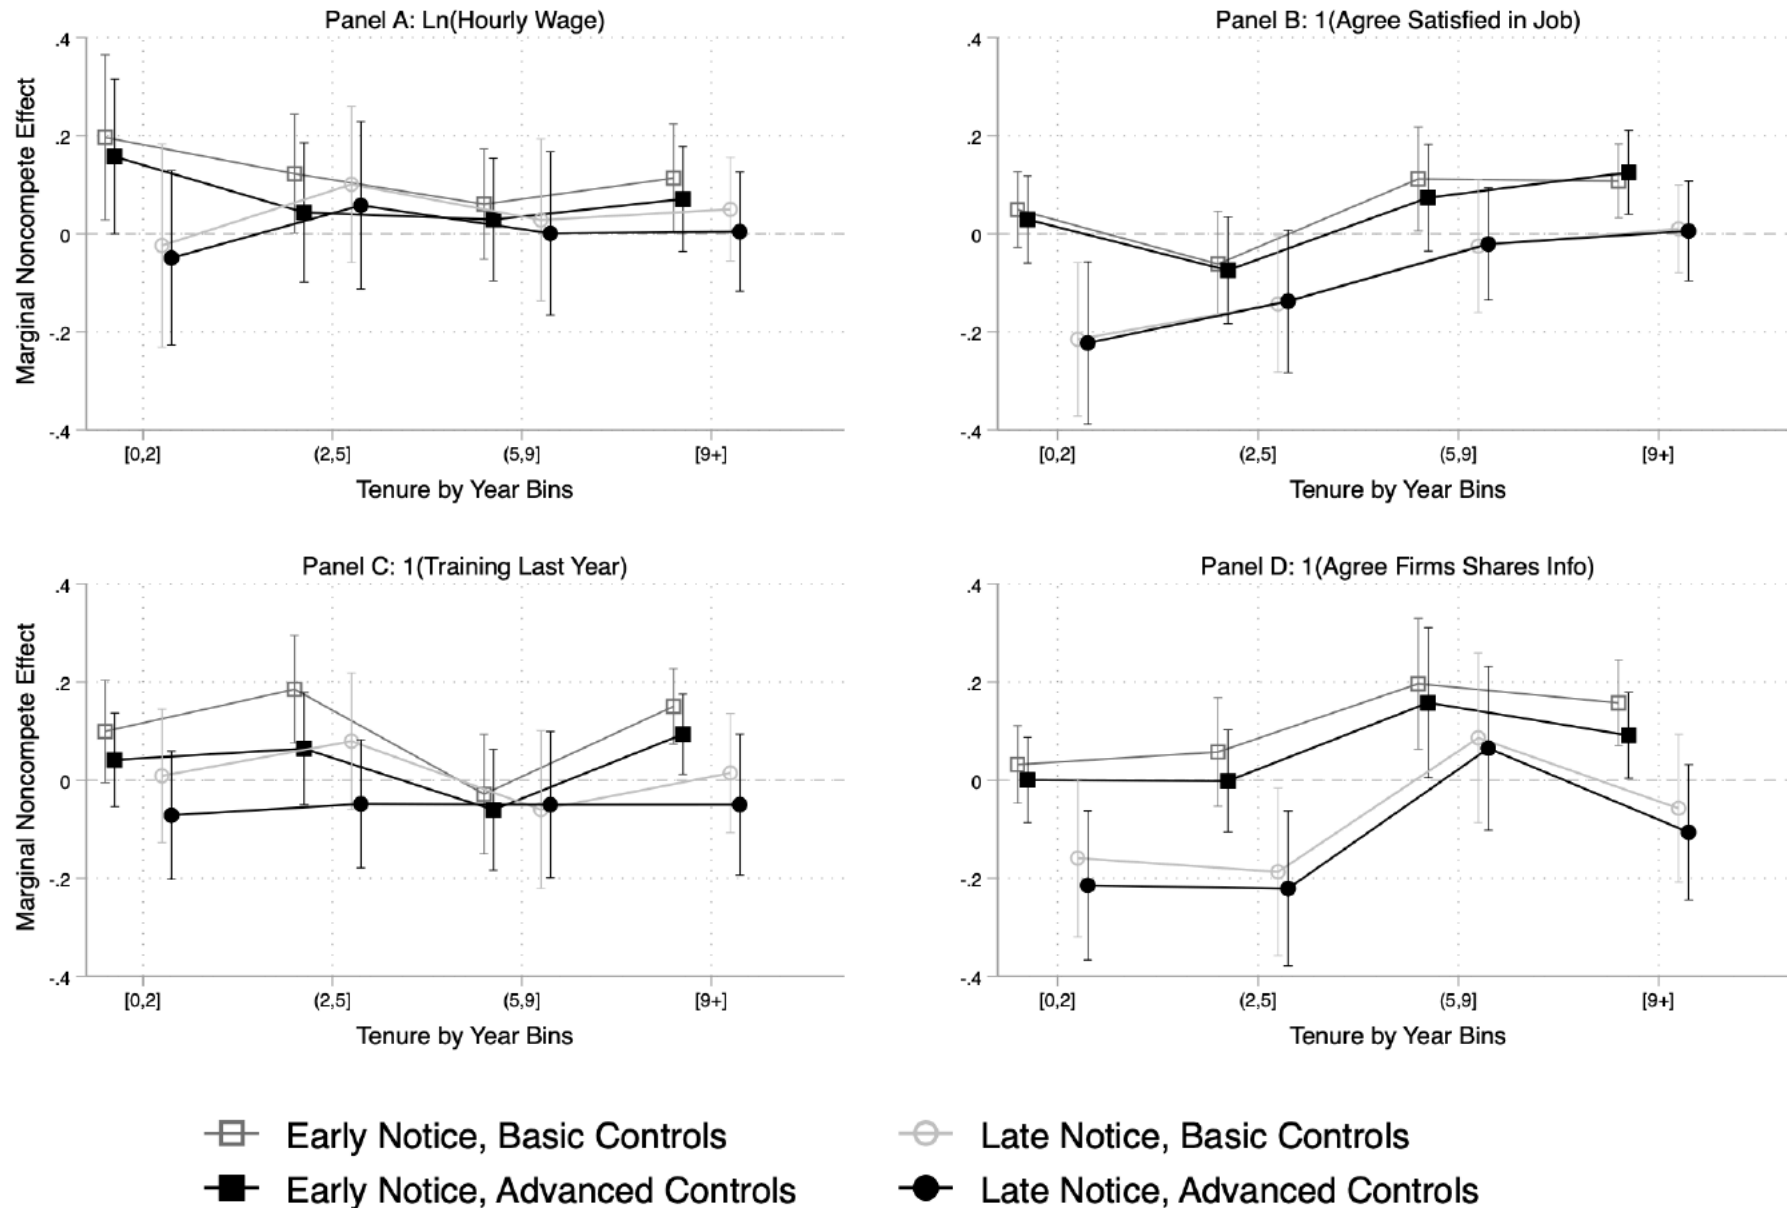 Panel A: Ln(Hourly Wage)
.4
.2
0
-.2
-.4
Marginal Noncompete Effect
[0,2]
(2,5]
(5,9]
[9+]
Tenure by Year Bins
Panel B: 1(Agree Satisfied in Job)
.4
.2
0
-.2
-.4
[0,2]
(2,5]
(5,9]
[9+]
Tenure by Year Bins
Panel C: 1(Training Last Year)
.4
.2
0
-.2
-.4
Marginal Noncompete Effect
[0,2]
(2,5]
(5,9]
[9+]
Tenure by Year Bins
Panel D: 1(Agree Firms Shares Info)
.4
.2
0
-.2
-.4
[0,2]
(2,5]
(5,9]
[9+]
Tenure by Year Bins
Early Notice, Basic Controls
Late Notice, Basic Controls
Early Notice, Advanced Controls
Late Notice, Advanced Controls